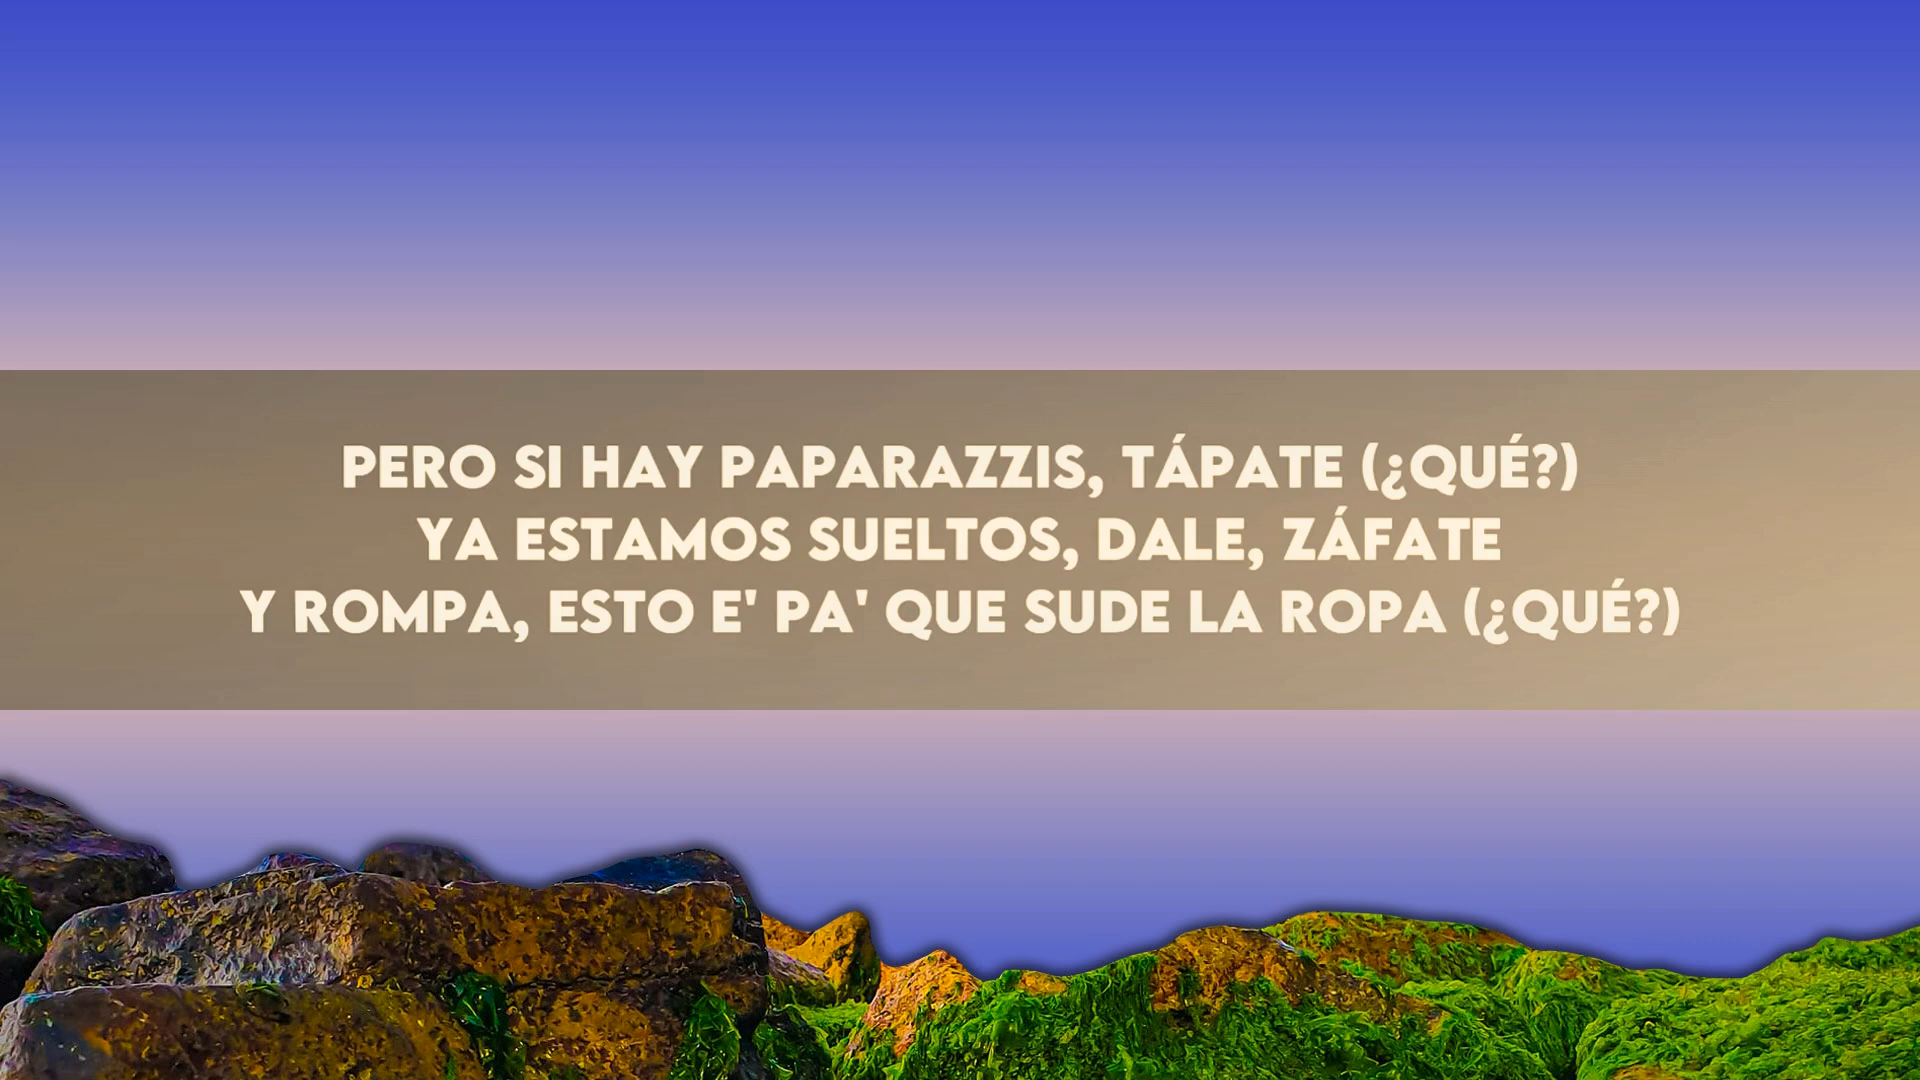 PERO SI HAY PAPARAZZIS, TÁPATE (¿QUÉ?)
YA ESTAMOS SUELTOS, DALE, ZÁFATE
Y ROMPA, ESTO E' PA' QUE SUDE LA ROPA (¿QUÉ?)